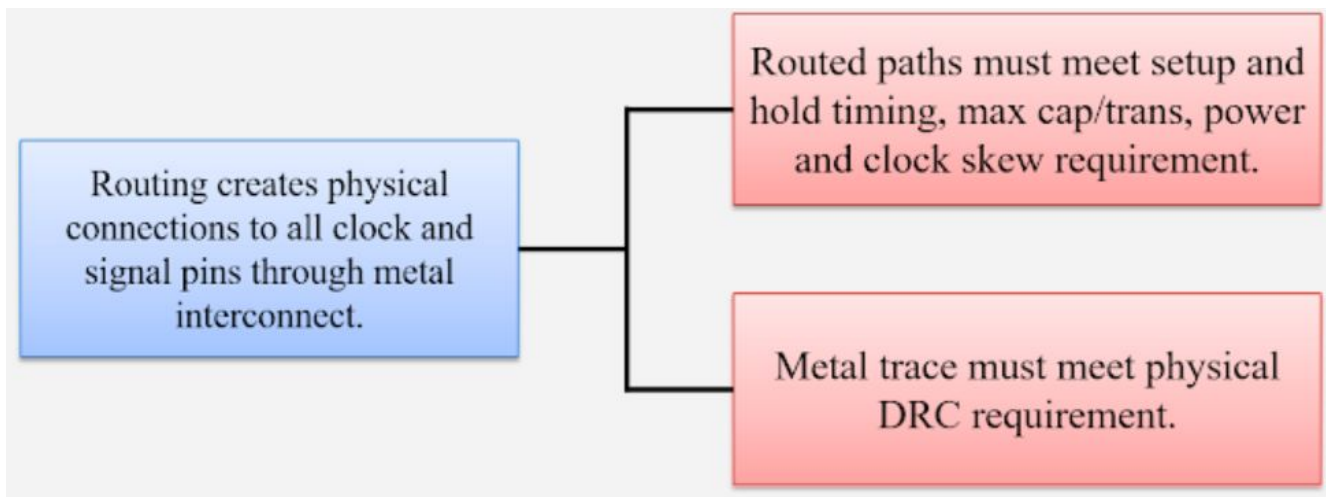 Routing creates physical
connections to all clock and
signal pins through metal
interconnect.
Routed paths must meet setup and
hold timing, max cap/trans, power
and clock skew requirement.
Metal trace must meet physical
DRC requirement.